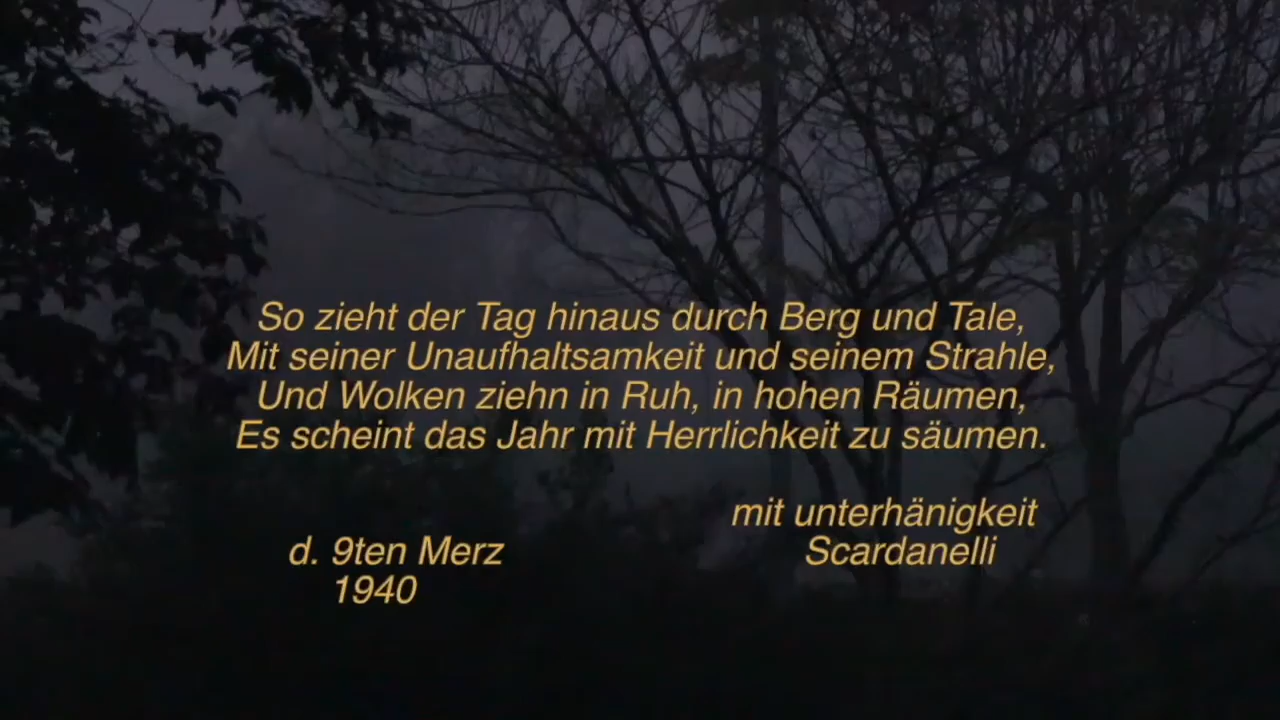 So zieht der Tag hinaus durch Berg und Tale,
Mit seiner Unaufhaltsamkeit und seinem Strahle,
Und Wolken ziehn in Ruh, in hohen Räumen,
Es scheint das Jahr mit Herrlichkeit zu säumen.
mit unterhänigkeit
d. 9ten Merz Scardanelli
1940